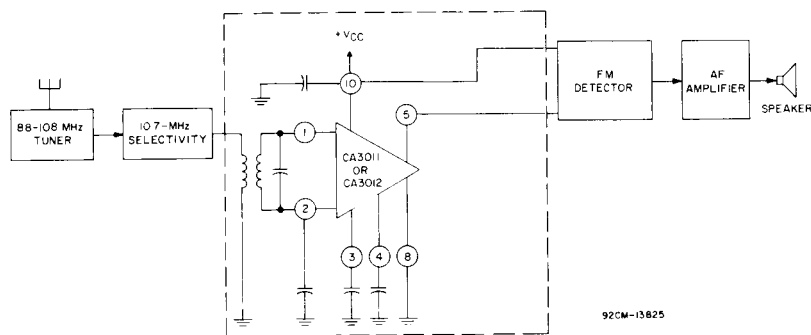 + VCC
10
88-108 MHz
TUNER
10.7-MHz
SELECTIVITY
1
2
CA3011
OR
CA3012
5
3
4
8
FM
DETECTOR
AF
AMPLIFIER
SPEAKER
92CM-13825